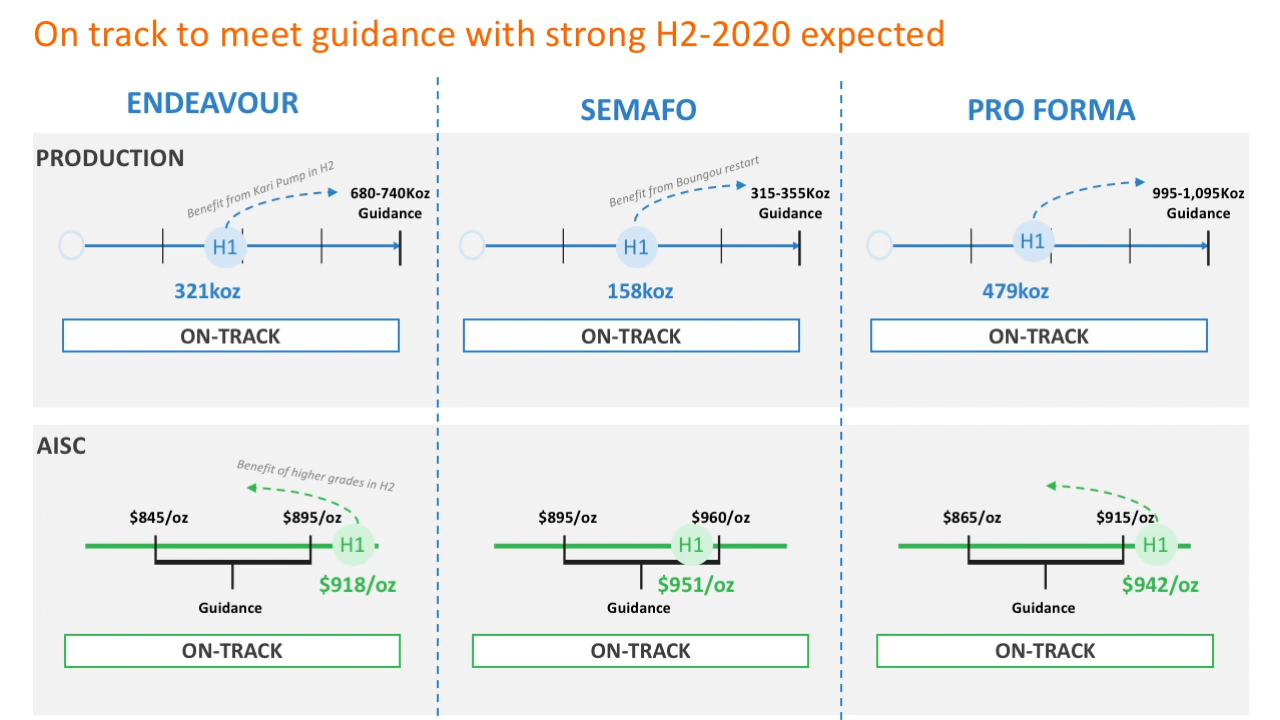 On track to meet guidance with strong H2-2020 expected
ENDEAVOUR
SEMAFO
PRO FORMA
PRODUCTION
Benefit from Kari Pump in H2
680-740Koz
Guidance
H1
321koz
ON-TRACK
Benefit from Boungou restart
315-355Koz
Guidance
H1
158koz
ON-TRACK
995-1,095Koz
Guidance
H1
479koz
ON-TRACK
AISC
Benefit of higher grades in H2
$845/oz
$895/oz
H1
$918/oz
Guidance
ON-TRACK
$895/oz
$960/oz
H1
$951/oz
Guidance
ON-TRACK
$865/oz
$915/oz
H1
$942/oz
Guidance
ON-TRACK